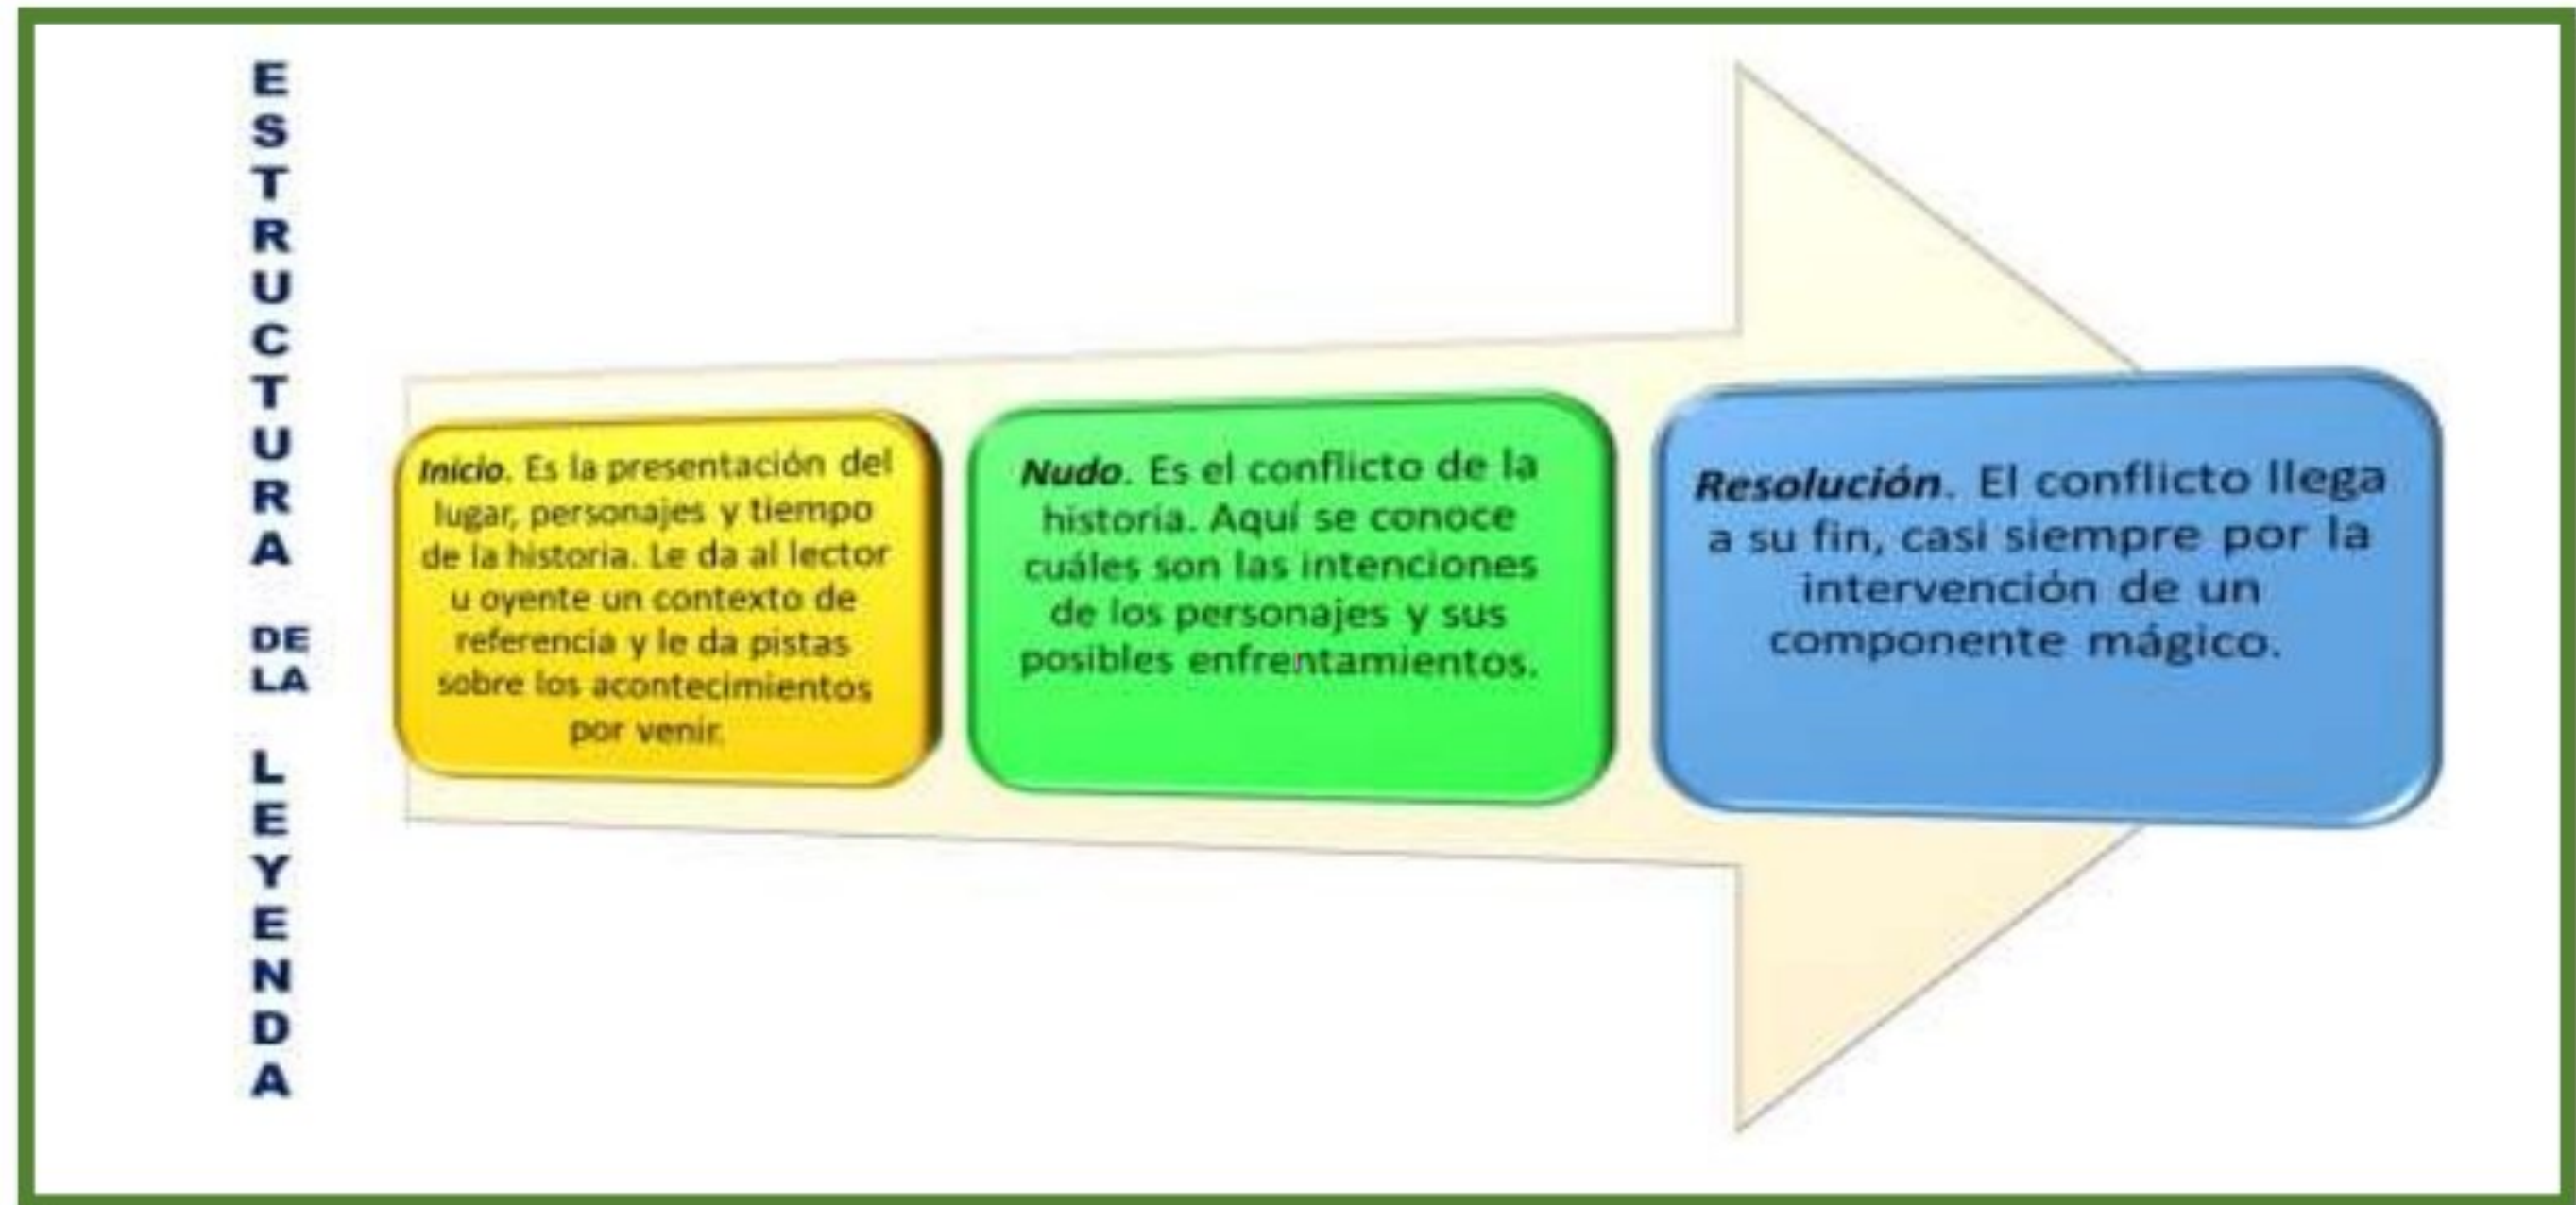 ESTRUCTURA
DE
LA
LEYENDA
Inicio. Es la presentación del
lugar, personajes y tiempo
de la historia. Le da al lector
u oyente un contexto de
referencia y le da pistas
sobre los acontecimientos
por venir.
Nudo. Es el conflicto de la
historia. Aquí se conoce
cuáles son las intenciones
de los personajes y sus
posibles enfrentamientos.
Resolución. El conflicto llega
a su fin, casi siempre por la
intervención de un
componente mágico.